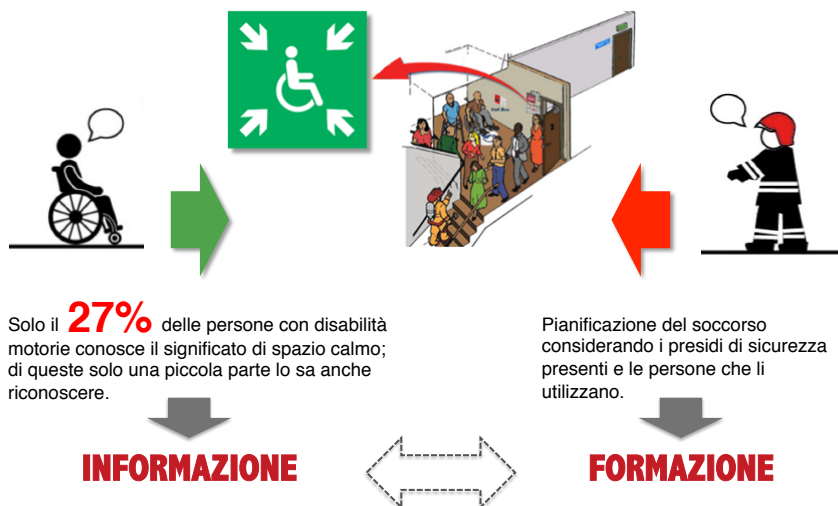 Solo il 27% delle persone con disabilità
motorie conosce il significato di spazio calmo;
di queste solo una piccola parte lo sa anche
riconoscere.
Pianificazione del soccorso
considerando i presidi di sicurezza
presenti e le persone che li
utilizzano.
INFORMAZIONE
FORMAZIONE